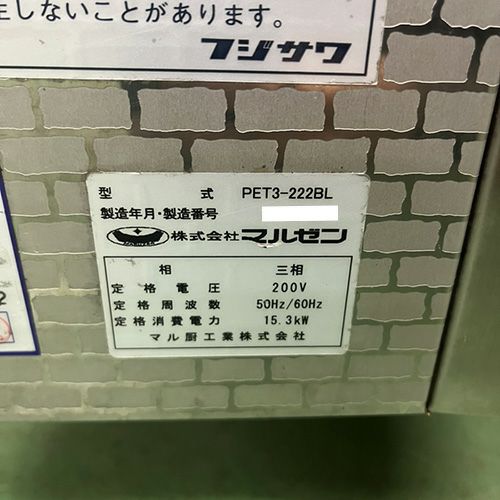 生しないことがあります。
フジサワ
型 式 PET3-222BL
製造年月・製造番号
株式会社 マルゼン
相 三相
定格電圧 200V
定格周波数 50Hz/60Hz
定格消費電力 15.3kW
マル厨工業株式会社